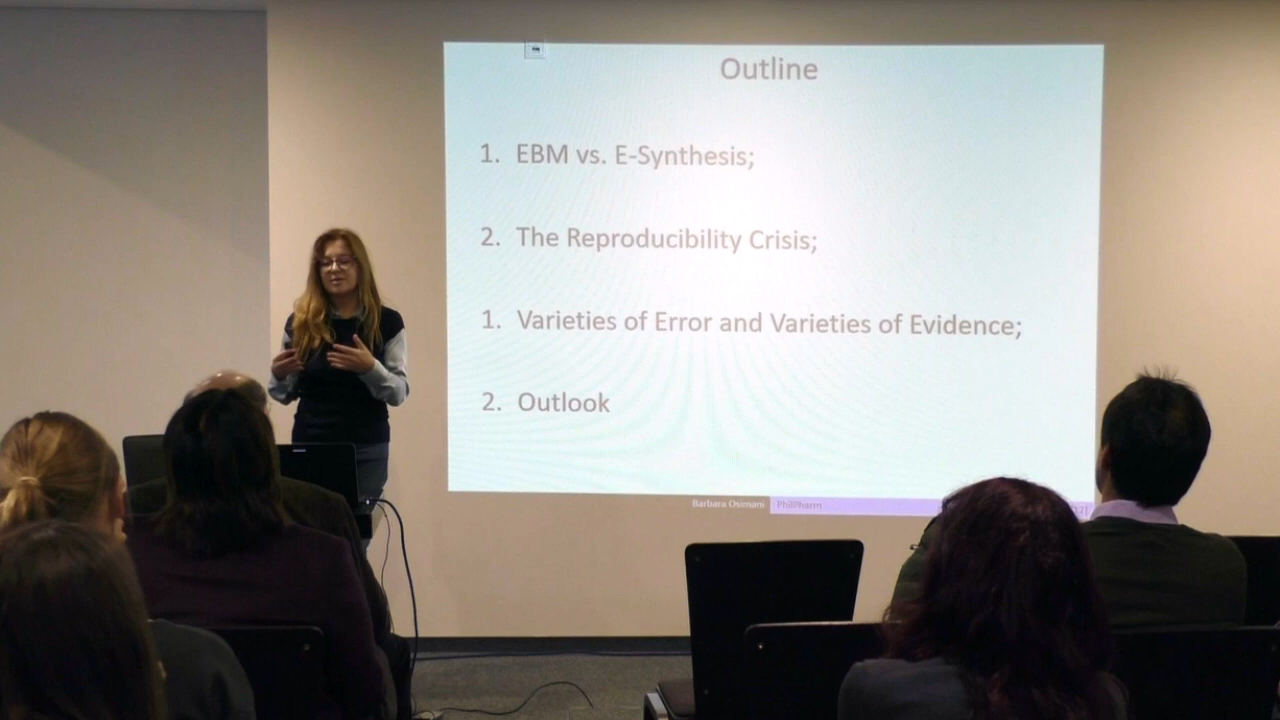 Outline
1. EBM vs. E-Synthesis;
2. The Reproducibility Crisis;
1. Varieties of Error and Varieties of Evidence;
2. Outlook
Barbara Osimani PhilPharm